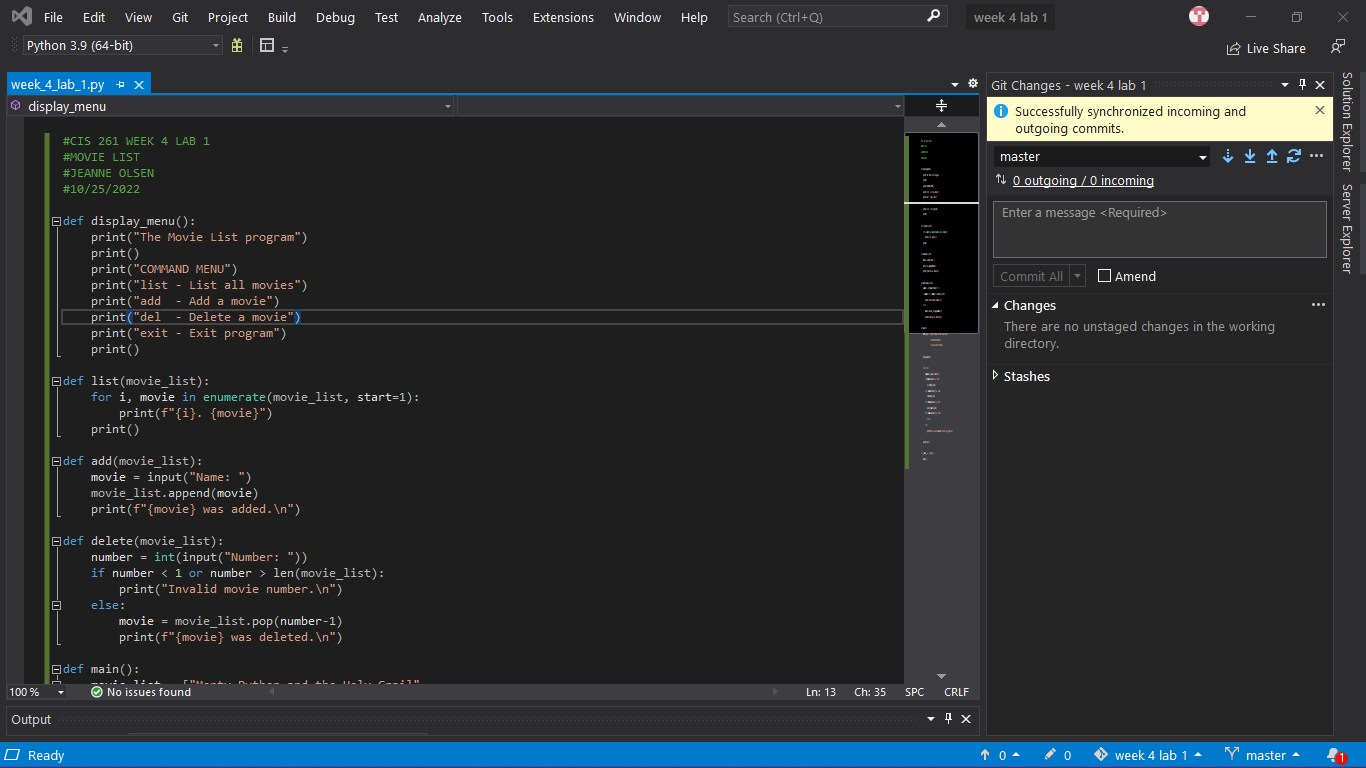 File Edit View Git Project Build Debug Test Analyze Tools Extensions Window Help Search (Ctrl+Q) week 4 lab 1
Python 3.9 (64-bit)
Live Share
week_4_lab_1.py
display_menu
#CIS 261 WEEK 4 LAB 1
#MOVIE LIST
#JEANNE OLSEN
#10/25/2022
def display_menu():
    print("The Movie List program")
    print()
    print("COMMAND MENU")
    print("list - List all movies")
    print("add  - Add a movie")
    print("del  - Delete a movie")
    print("exit - Exit program")
    print()
def list(movie_list):
    for i, movie in enumerate(movie_list, start=1):
        print(f"{i}. {movie}")
    print()
def add(movie_list):
    movie = input("Name: ")
    movie_list.append(movie)
    print(f"{movie} was added.\n")
def delete(movie_list):
    number = int(input("Number: "))
    if number < 1 or number > len(movie_list):
        print("Invalid movie number.\n")
    else:
        movie = movie_list.pop(number-1)
        print(f"{movie} was deleted.\n")
def main():
    movie_list = ["Monty Python and the Holy Grail",
100 % No issues found Ln: 13 Ch: 35 SPC CRLF
Output
Git Changes - week 4 lab 1
Successfully synchronized incoming and
outgoing commits.
master
0 outgoing / 0 incoming
Enter a message <Required>
Commit All Amend
Changes
There are no unstaged changes in the working
directory.
Stashes
Solution Explorer
Server Explorer
Ready 0 0 week 4 lab 1 master 1